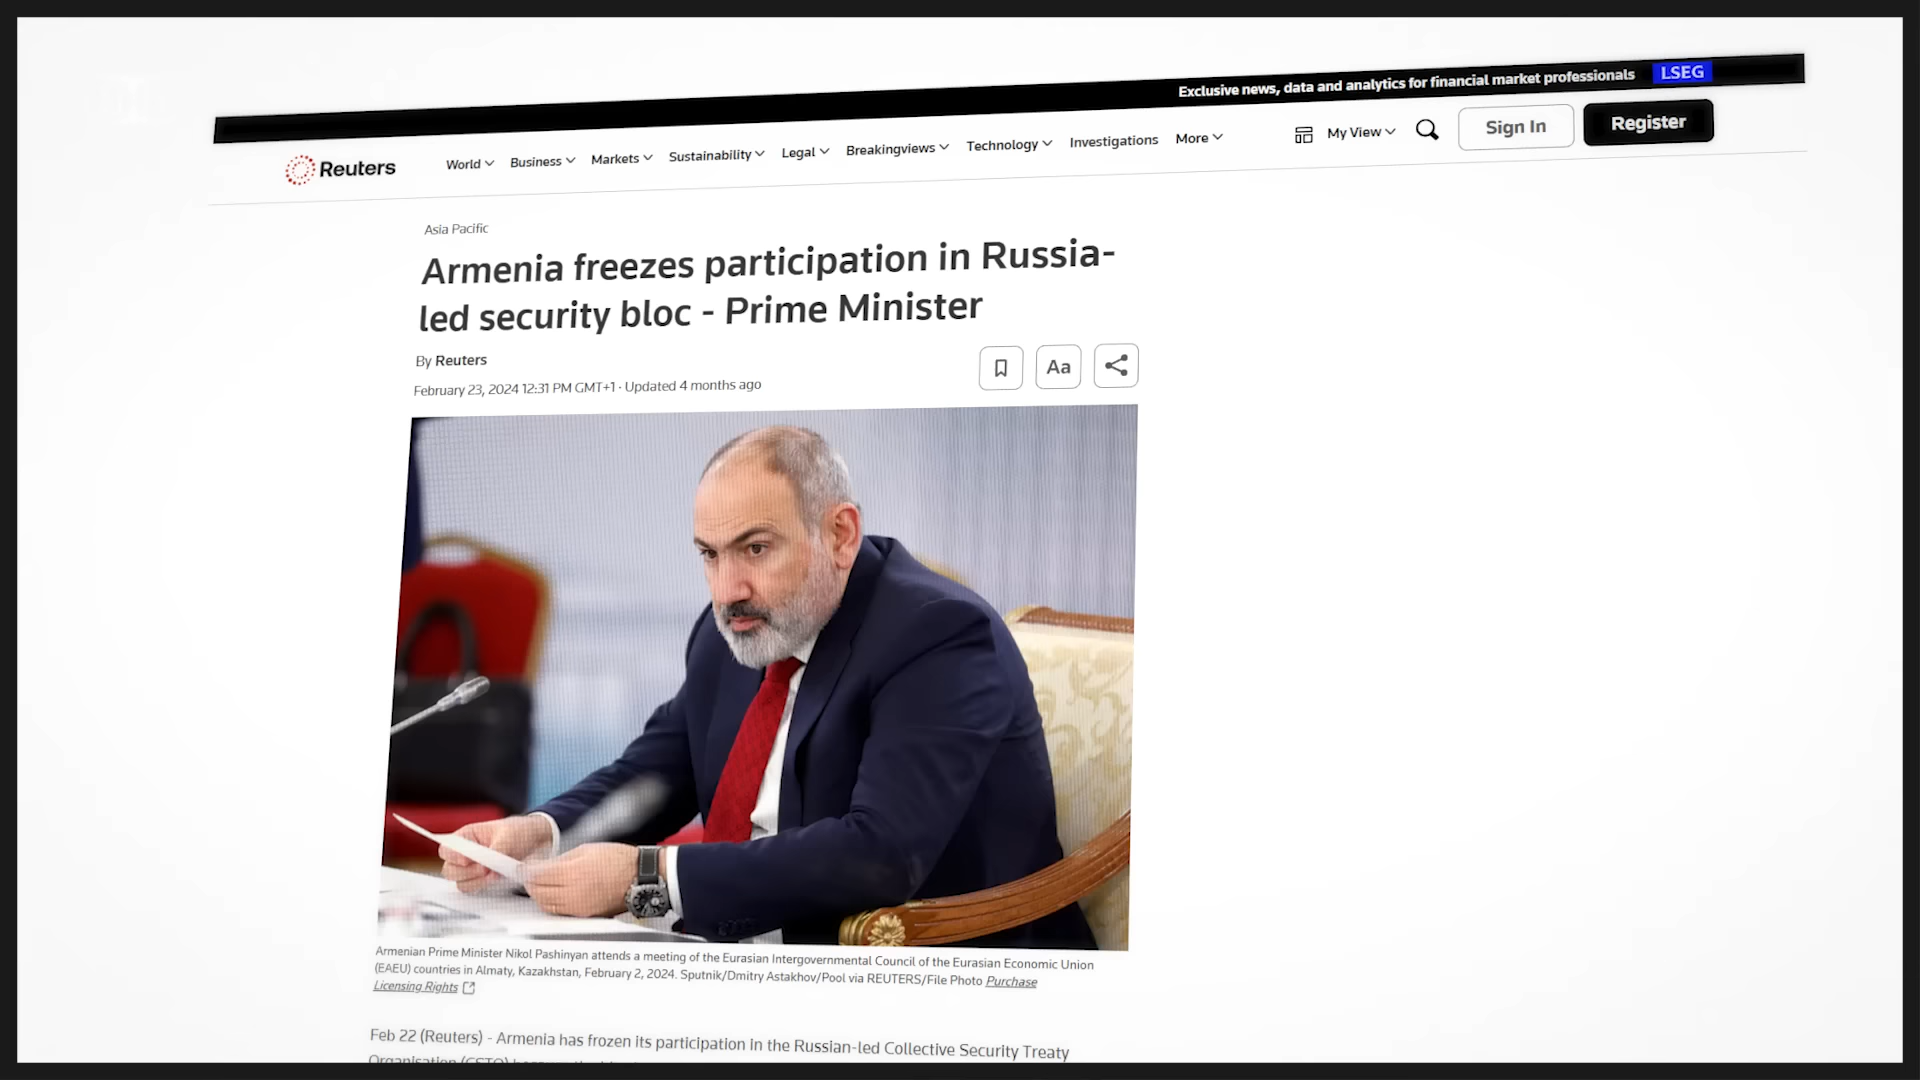 Exclusive news, data and analytics for financial market professionals LSEG
Reuters World Business Markets Sustainability Legal Breakingviews Technology Investigations More My View Sign In Register
Asia Pacific
Armenia freezes participation in Russia-
led security bloc - Prime Minister
By Reuters
February 23, 2024 12:31 PM GMT+1 · Updated 4 months ago
Aa
Armenian Prime Minister Nikol Pashinyan attends a meeting of the Eurasian Intergovernmental Council of the Eurasian Economic Union
(EAEU) countries in Almaty, Kazakhstan, February 2, 2024. Sputnik/Dmitry Astakhov/Pool via REUTERS/File Photo Purchase
Licensing Rights
Feb 22 (Reuters) - Armenia has frozen its participation in the Russian-led Collective Security Treaty
Organisation (CSTO)